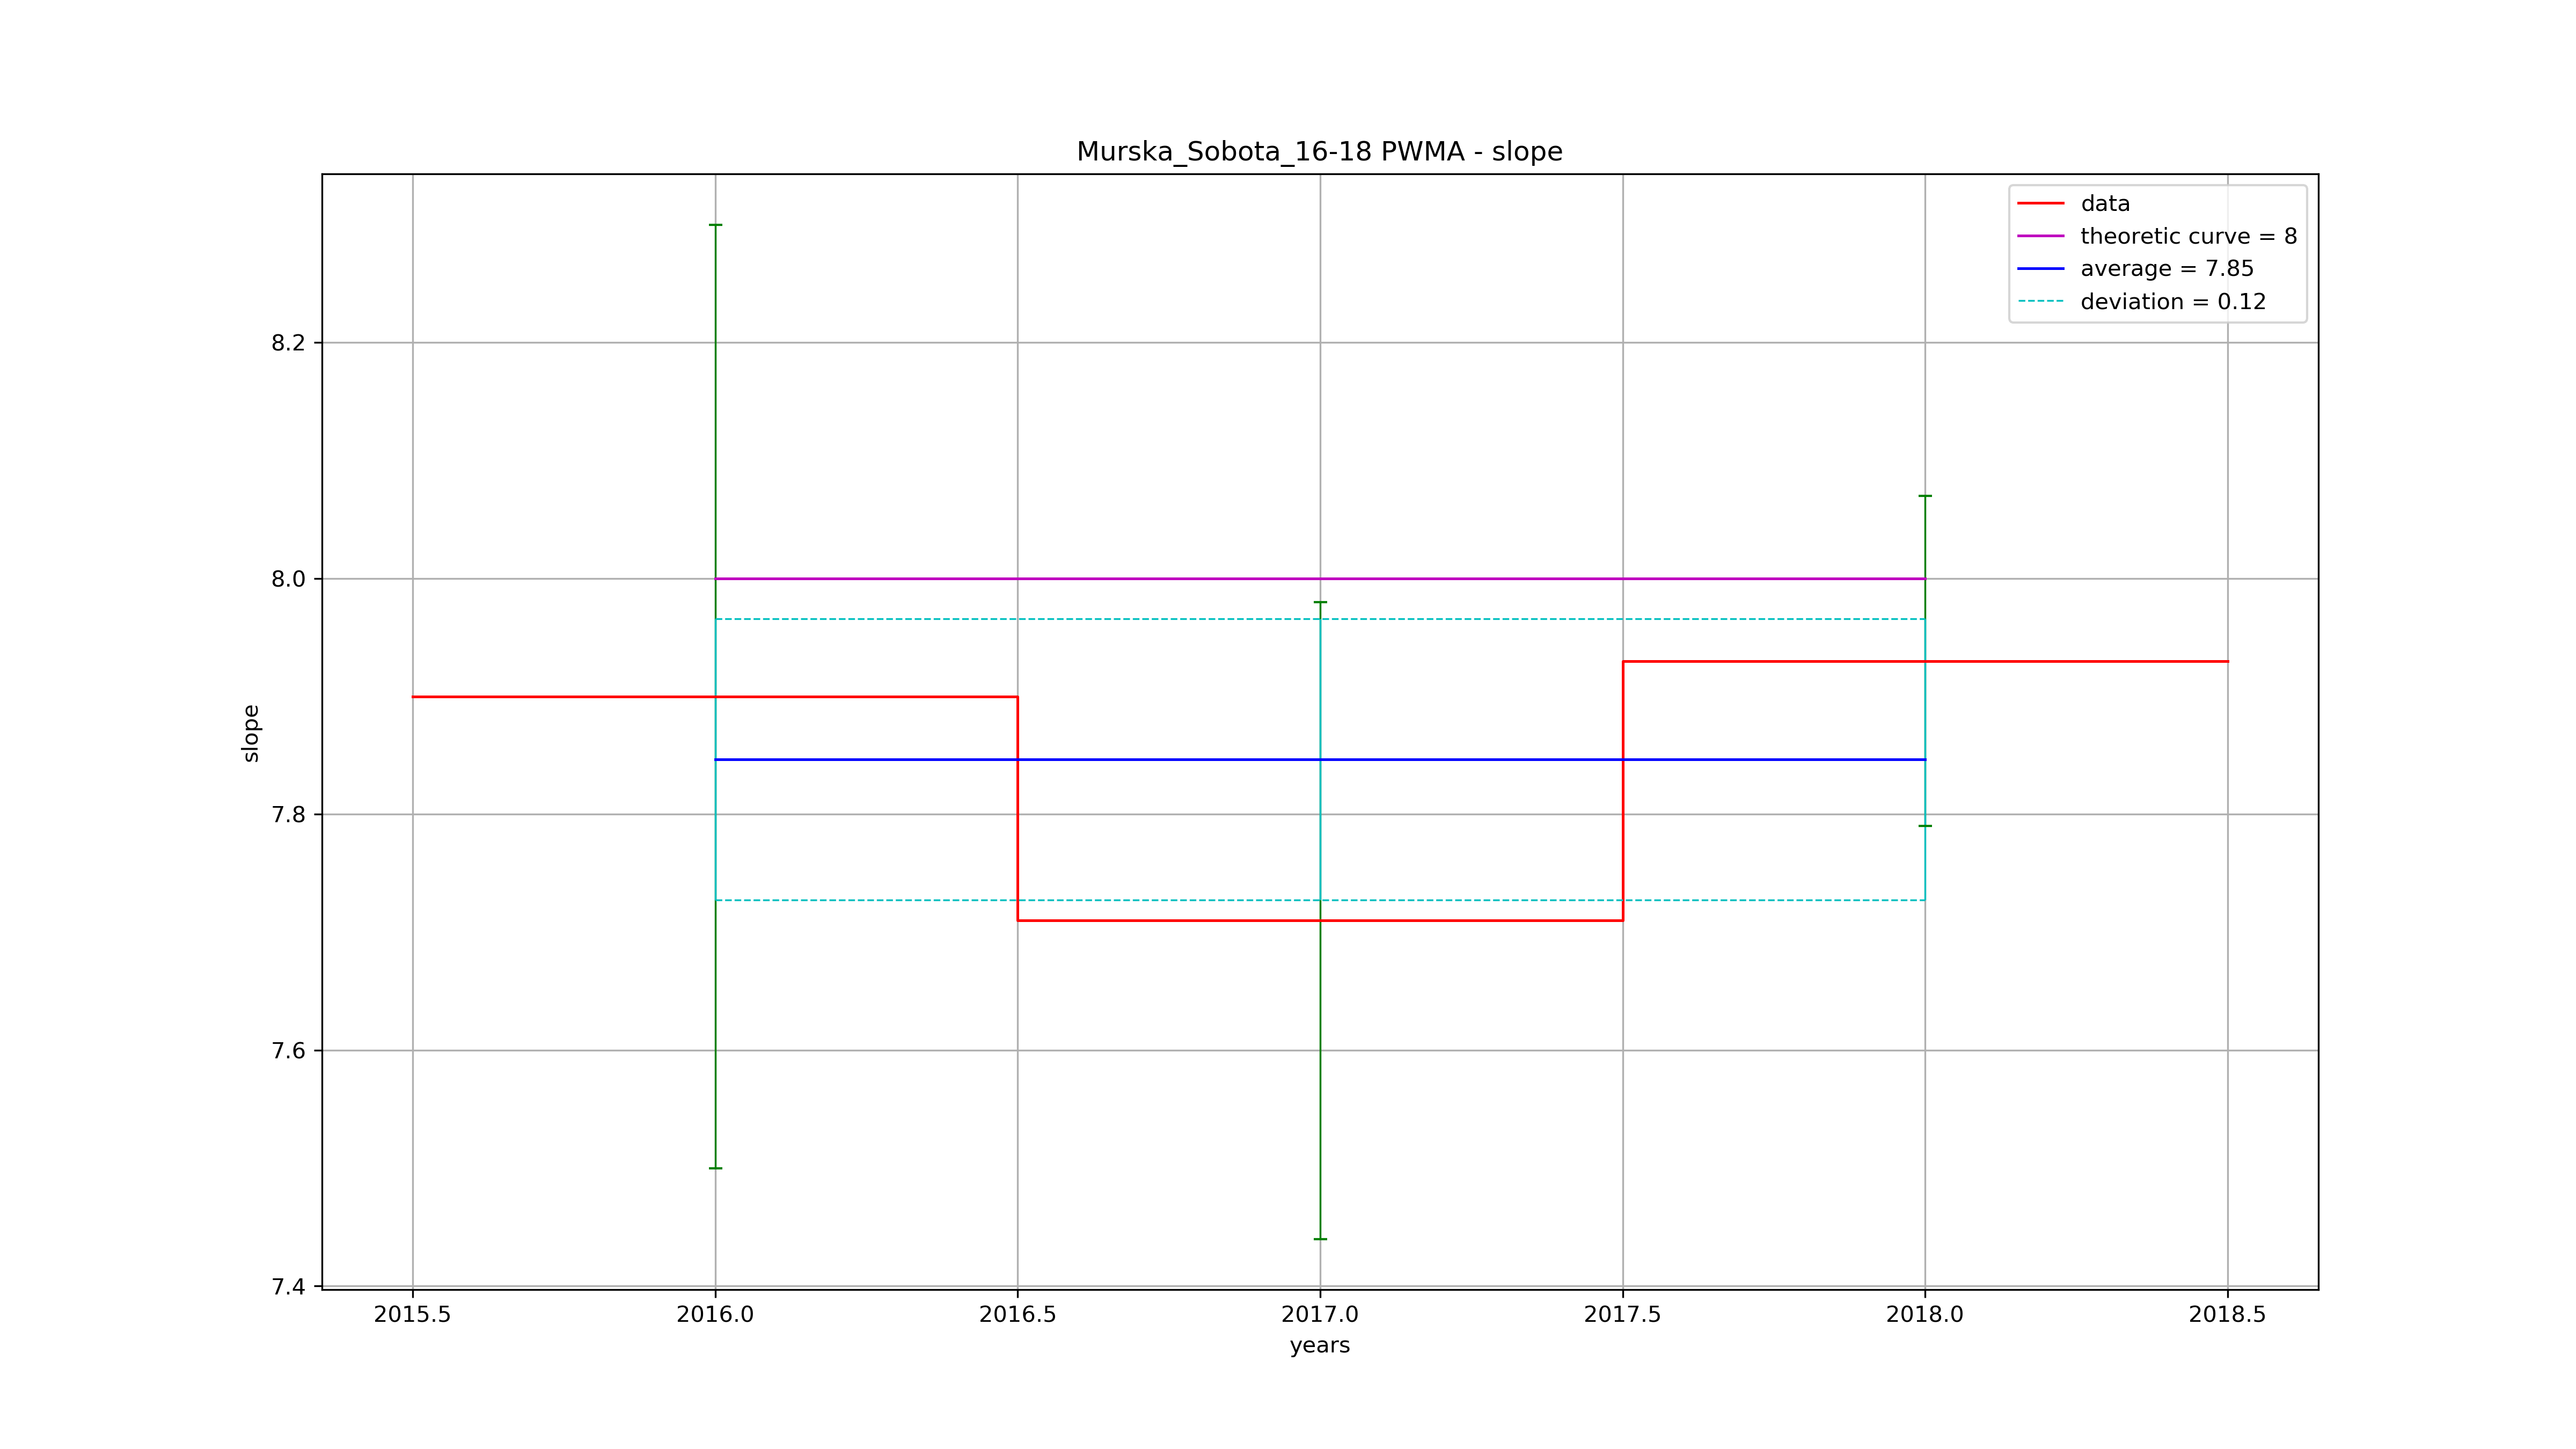 Murska_Sobota_16-18 PWMA - slope
data
theoretic curve = 8
average = 7.85
deviation = 0.12
8.2
8.0
7.8
7.6
7.4
slope
2015.5 2016.0 2016.5 2017.0 2017.5 2018.0 2018.5
years